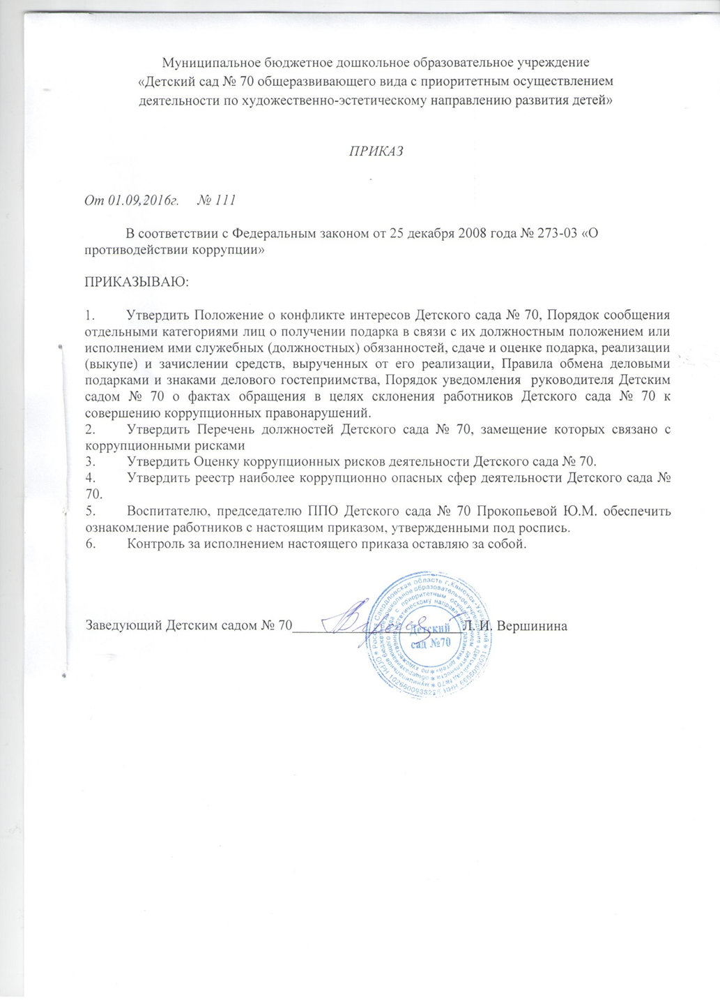 Муниципальное бюджетное дошкольное образовательное учреждение
«Детский сад № 70 общеразвивающего вида с приоритетным осуществлением
деятельности по художественно-эстетическому направлению развития детей»
ПРИКАЗ
От 01.09,2016г. № 111
В соответствии с Федеральным законом от 25 декабря 2008 года № 273-03 «О
противодействии коррупции»
ПРИКАЗЫВАЮ:
1. Утвердить Положение о конфликте интересов Детского сада № 70, Порядок сообщения
отдельными категориями лиц о получении подарка в связи с их должностным положением или
исполнением ими служебных (должностных) обязанностей, сдаче и оценке подарка, реализации
(выкупе) и зачислении средств, вырученных от его реализации, Правила обмена деловыми
подарками и знаками делового гостеприимства, Порядок уведомления руководителя Детским
садом № 70 о фактах обращения в целях склонения работников Детского сада № 70 к
совершению коррупционных правонарушений.
2. Утвердить Перечень должностей Детского сада № 70, замещение которых связано с
коррупционными рисками
3. Утвердить Оценку коррупционных рисков деятельности Детского сада № 70.
4. Утвердить реестр наиболее коррупционно опасных сфер деятельности Детского сада №
70.
5. Воспитателю, председателю ППО Детского сада № 70 Прокопьевой Ю.М. обеспечить
ознакомление работников с настоящим приказом, утвержденными под роспись.
6. Контроль за исполнением настоящего приказа оставляю за собой.
Заведующий Детским садом № 70 Л. И. Вершинина
Россия Свердловская область г.Каменск-Уральский
Детский
сад №70